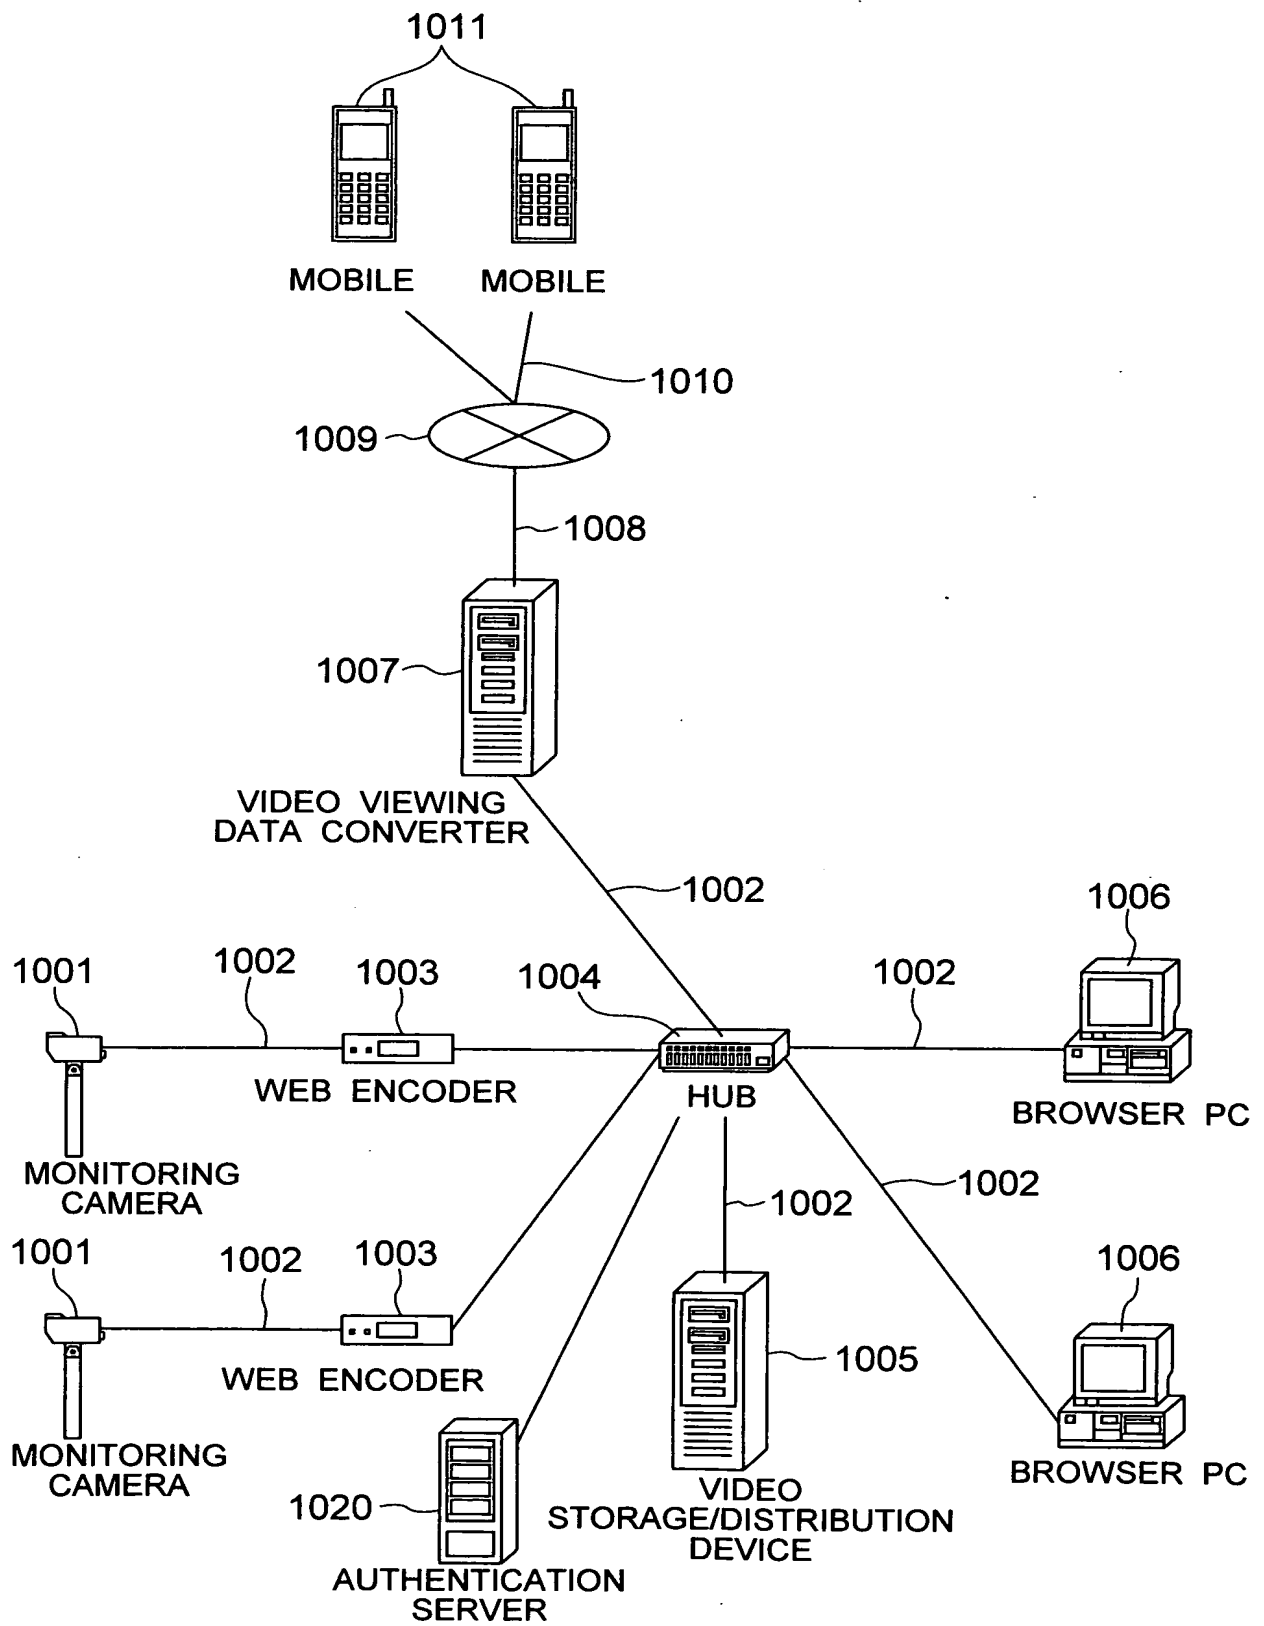 1011
MOBILE MOBILE
1010
1009
1008
1007
VIDEO VIEWING
DATA CONVERTER
1002
1006
1001
1002
1003
1004
1002
WEB ENCODER
HUB
BROWSER PC
MONITORING
CAMERA
1002
1002
1001
1002
1003
1006
1005
WEB ENCODER
MONITORING
CAMERA
BROWSER PC
1020
VIDEO
STORAGE/DISTRIBUTION
DEVICE
AUTHENTICATION
SERVER